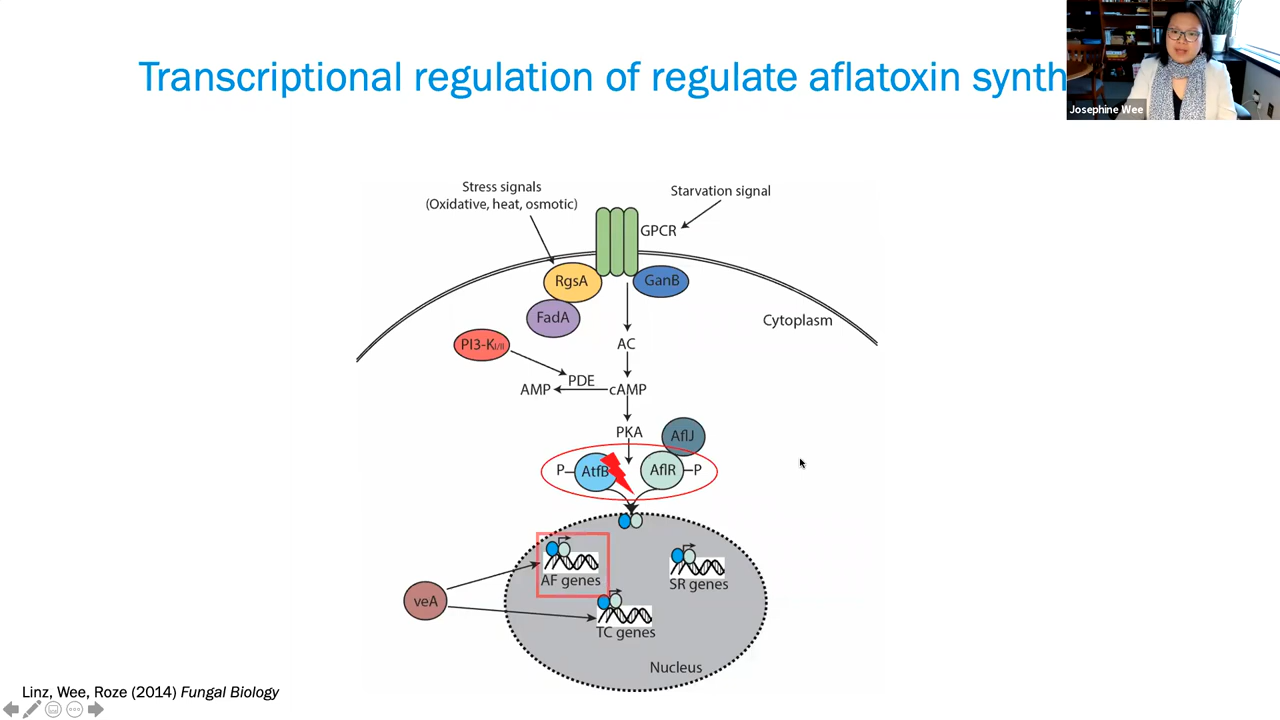 Transcriptional regulation of regulate aflatoxin synth
Josephine Wee
Stress signals
(Oxidative, heat, osmotic)
Starvation signal
GPCR
RgsA
GanB
FadA
Cytoplasm
PI3-KI/II
AC
PDE
AMP
cAMP
PKA
AflJ
P
AtfB
AflR
P
AF genes
SR genes
veA
TC genes
Nucleus
Linz, Wee, Roze (2014) Fungal Biology